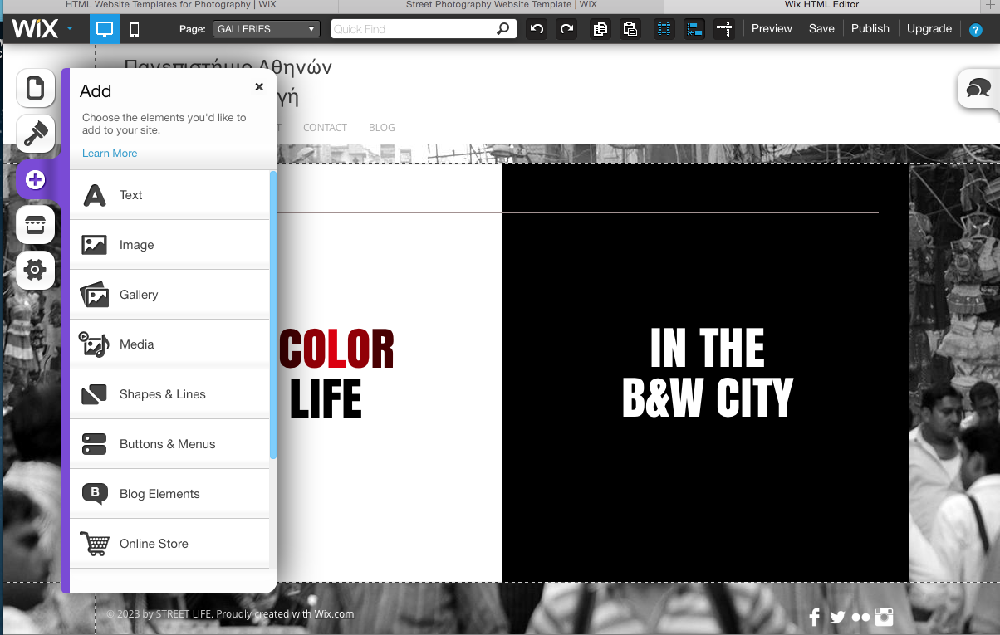 HTML Website Templates for Photography | WIX
Street Photography Website Template | WIX
Wix HTML Editor
WiX
Page:
GALLERIES
Quick Find
Preview
Save
Publish
Upgrade
?
Πανεπιστήμιο Αθηνών
γή
T
CONTACT
BLOG
Add
Choose the elements you'd like to
add to your site.
Learn More
Text
Image
Gallery
Media
Shapes & Lines
Buttons & Menus
B
Blog Elements
Online Store
COLOR
LIFE
IN THE
B&W CITY
© 2023 by STREET LIFE. Proudly created with Wix.com